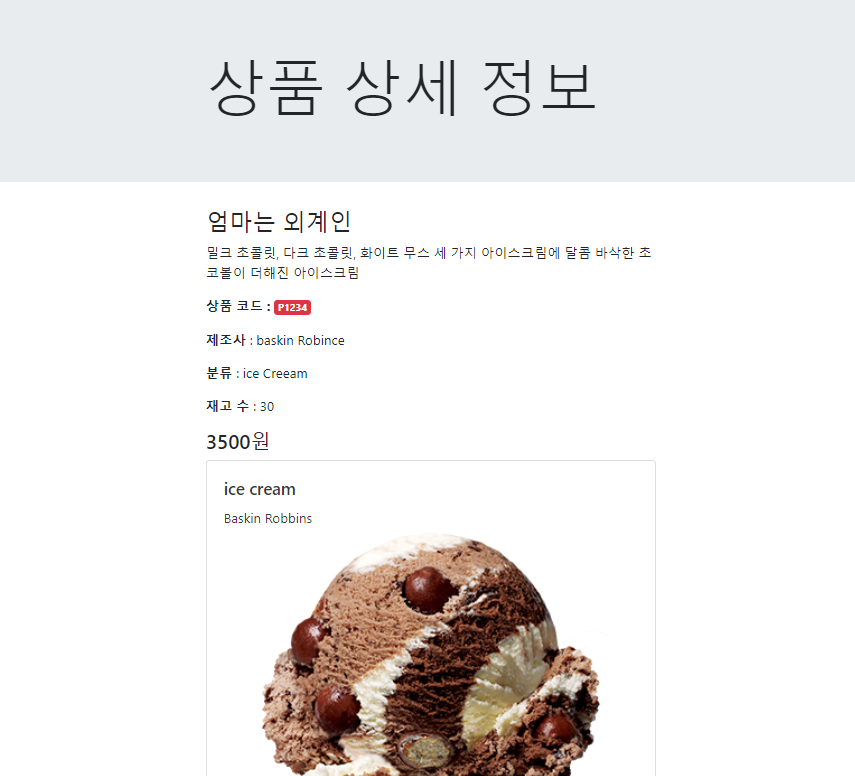 상품 상세 정보
엄마는 외계인
밀크 초콜릿, 다크 초콜릿, 화이트 무스 세 가지 아이스크림에 달콤 바삭한 초
코볼이 더해진 아이스크림
상품 코드 : P1234
제조사 : baskin Robince
분류 : ice Creeam
재고 수 : 30
3500원
ice cream
Baskin Robbins